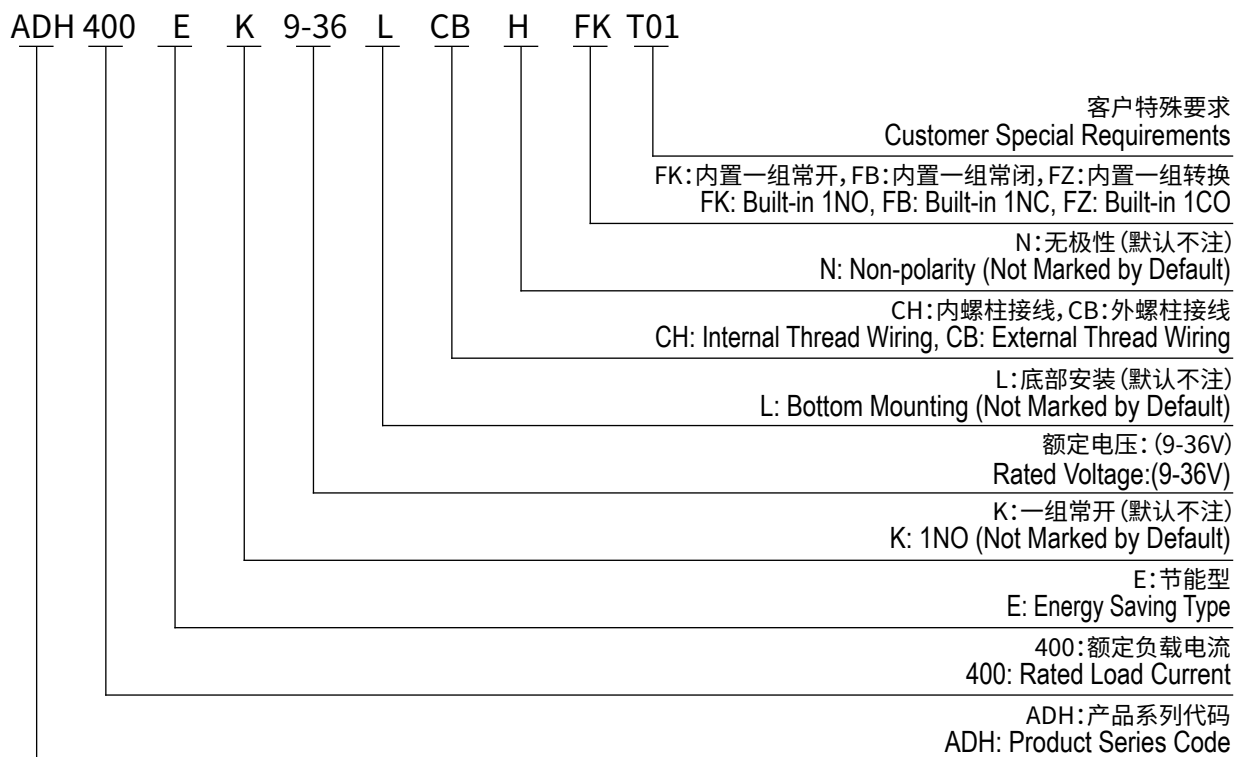 ADH 400 E K 9-36 L CB H FK T01
客户特殊要求
Customer Special Requirements
FK:内置一组常开,FB:内置一组常闭,FZ:内置一组转换
FK: Built-in 1NO, FB: Built-in 1NC, FZ: Built-in 1CO
N:无极性(默认不注)
N: Non-polarity (Not Marked by Default)
CH:内螺柱接线,CB:外螺柱接线
CH: Internal Thread Wiring, CB: External Thread Wiring
L:底部安装(默认不注)
L: Bottom Mounting (Not Marked by Default)
额定电压:(9-36V)
Rated Voltage:(9-36V)
K:一组常开(默认不注)
K: 1NO (Not Marked by Default)
E:节能型
E: Energy Saving Type
400:额定负载电流
400: Rated Load Current
ADH:产品系列代码
ADH: Product Series Code